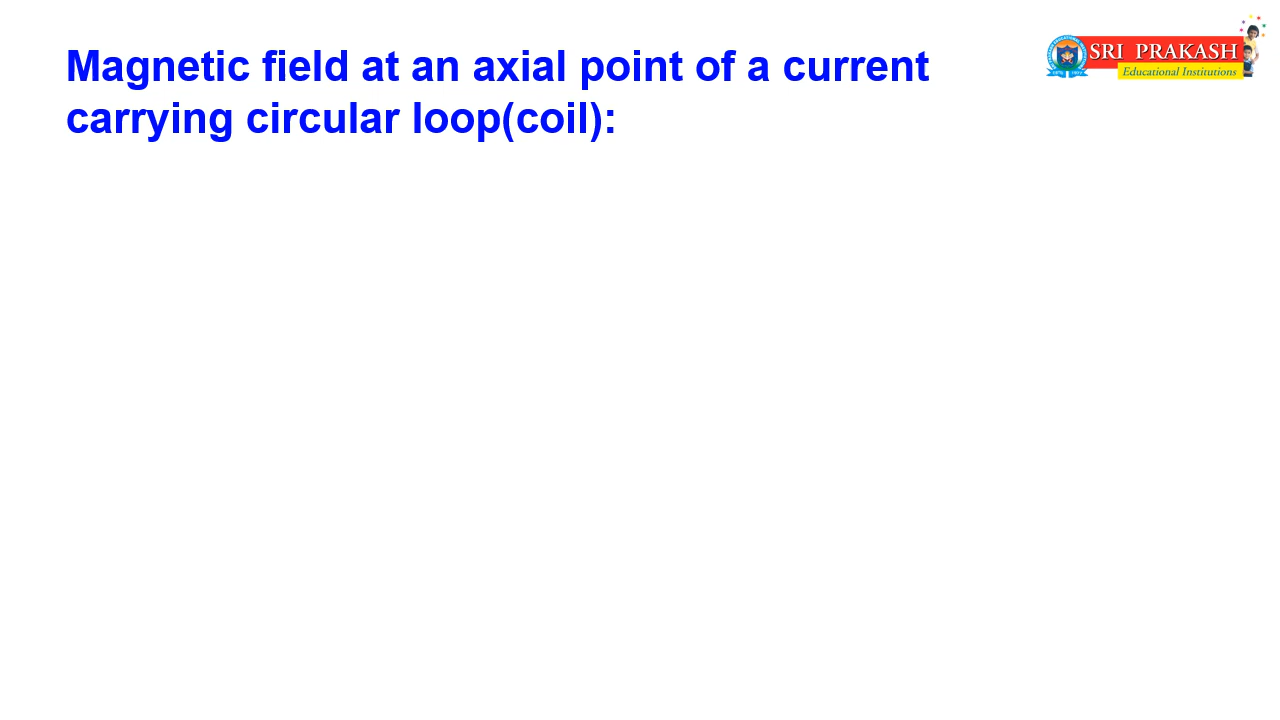 Magnetic field at an axial point of a current
carrying circular loop(coil):
SRI PRAKASH
Educational Institutions